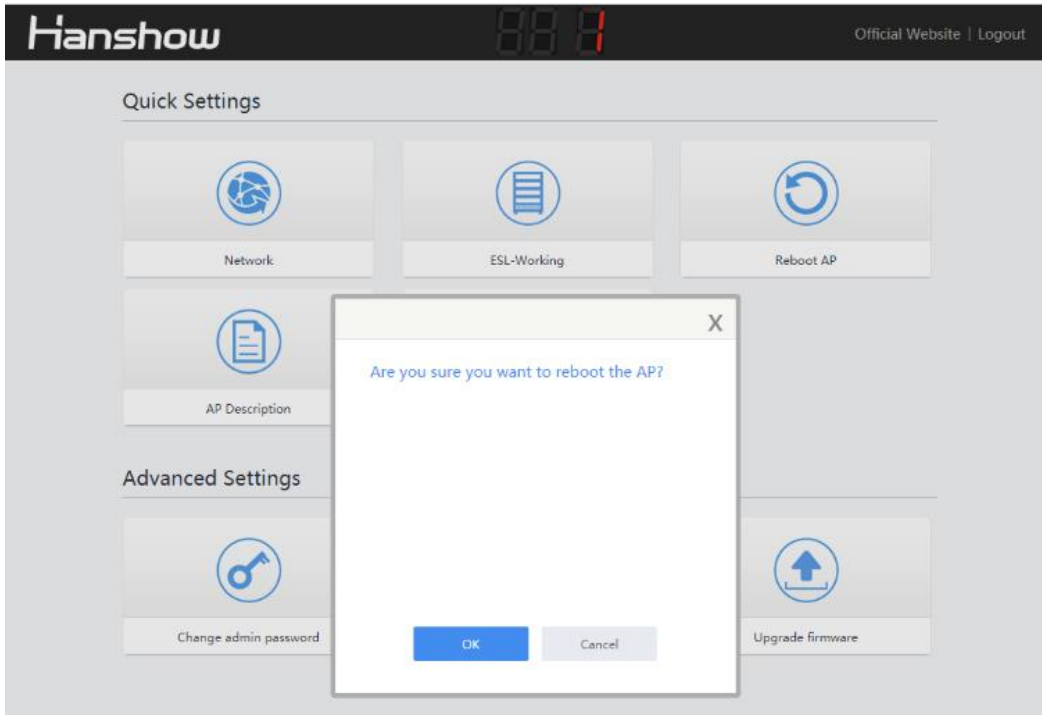 Hanshow
1
Official Website | Logout
Quick Settings
Network
ESL-Working
Reboot AP
X
Are you sure you want to reboot the AP?
AP Description
Advanced Settings
Change admin password
OK
Cancel
Upgrade firmware